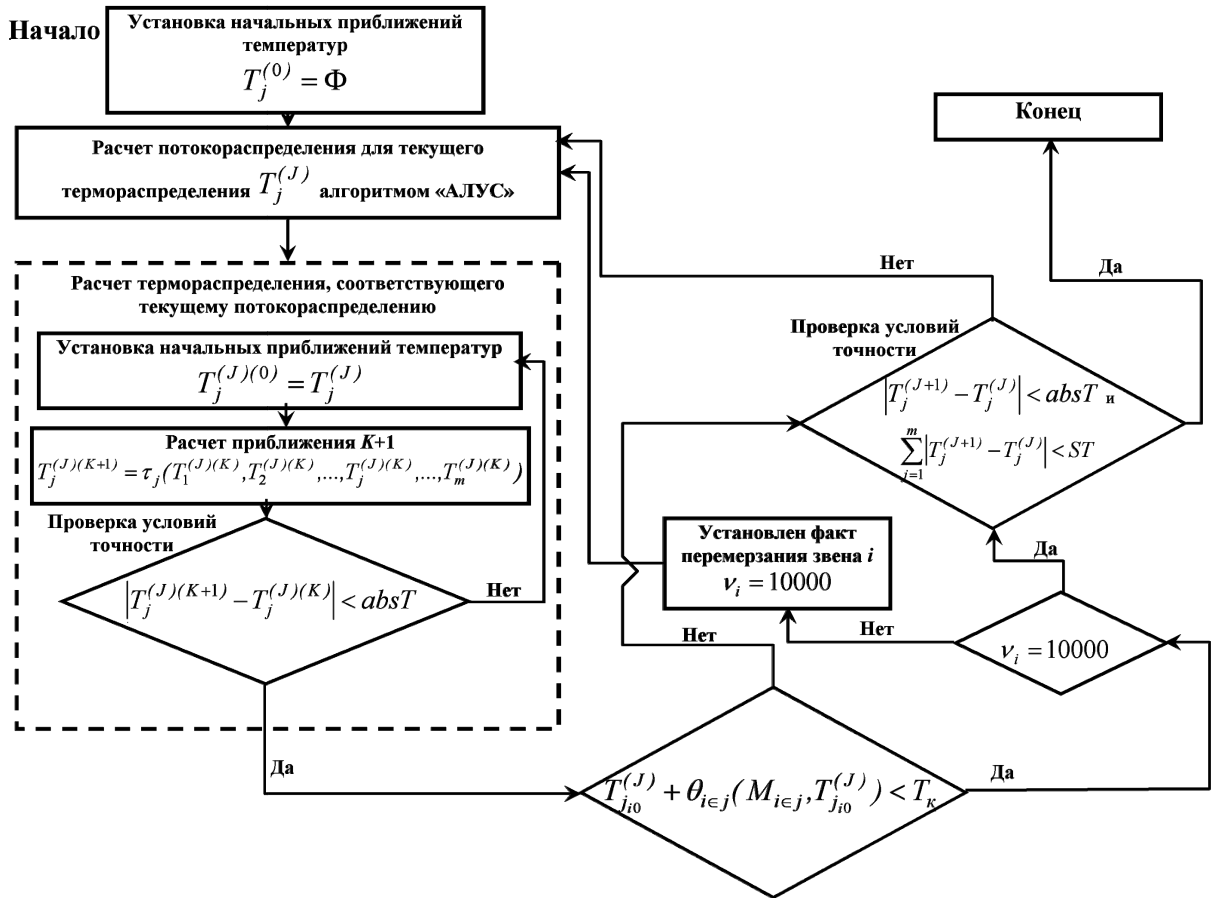 Начало
Установка начальных приближений
температур
T_j^(0) = Φ
Расчет потокораспределения для текущего
термораспределения T_j^(J) алгоритмом «АЛУС»
Расчет термораспределения, соответствующего
текущему потокораспределению
Установка начальных приближений температур
T_j^(J)(0) = T_j^(J)
Расчет приближения K+1
T_j^(J)(K+1) = τ_j(T_1^(J)(K),T_2^(J)(K),...,T_j^(J)(K),...,T_m^(J)(K))
Проверка условий
точности
|T_j^(J)(K+1) − T_j^(J)(K)| < absT
Нет
Да
T_{j_i0}^(J) + θ_{i∈j}(M_{i∈j},T_{j_i0}^(J)) < T_к
Нет
Да
ν_i = 10000
Нет
Да
Установлен факт
перемерзания звена i
ν_i = 10000
Проверка условий
точности
|T_j^(J+1) − T_j^(J)| < absT и
∑_{j=1}^m |T_j^(J+1) − T_j^(J)| < ST
Нет
Да
Конец